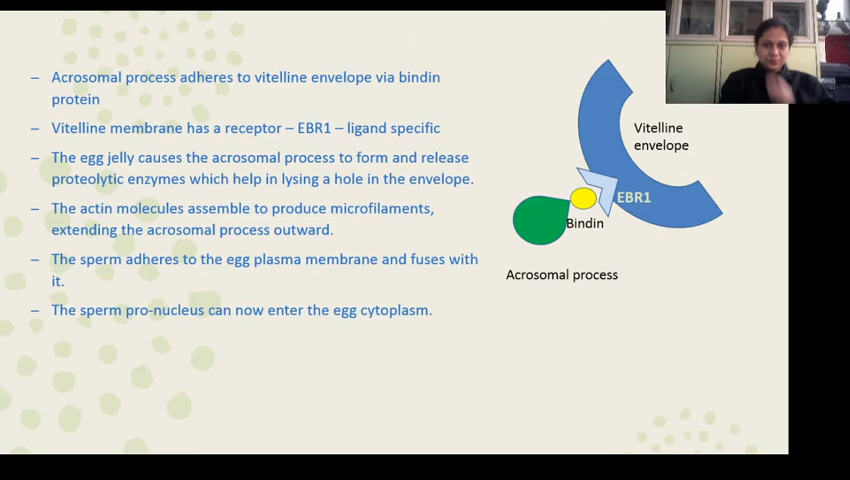 – Acrosomal process adheres to vitelline envelope via bindin
protein
– Vitelline membrane has a receptor – EBR1 – ligand specific
– The egg jelly causes the acrosomal process to form and release
proteolytic enzymes which help in lysing a hole in the envelope.
– The actin molecules assemble to produce microfilaments,
extending the acrosomal process outward.
– The sperm adheres to the egg plasma membrane and fuses with
it.
– The sperm pro-nucleus can now enter the egg cytoplasm.
Vitelline
envelope
EBR1
Bindin
Acrosomal process